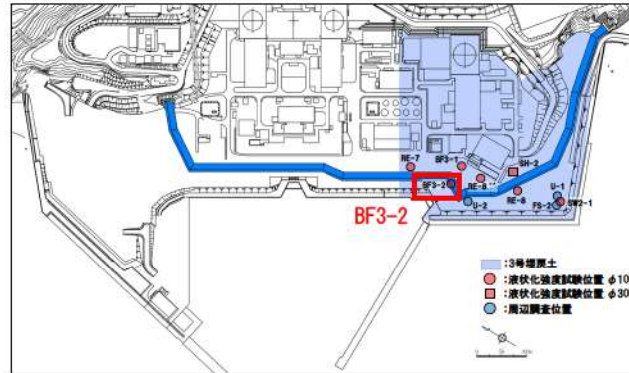 RE-7
BF3-1
SH-2
RE-8
BF3-2
U-1
RE-8
U-2
FS-2
SW2-1
BF3-2
:3号埋戻土
:液状化強度試験位置 φ10
:液状化強度試験位置 φ30
:周辺調査位置